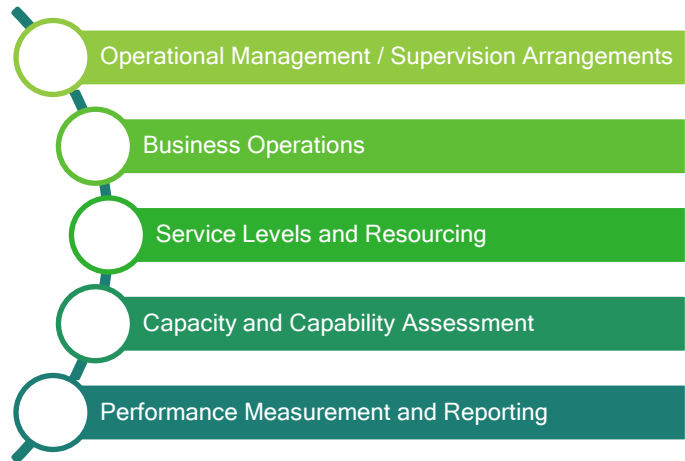 Operational Management / Supervision Arrangements
Business Operations
Service Levels and Resourcing
Capacity and Capability Assessment
Performance Measurement and Reporting